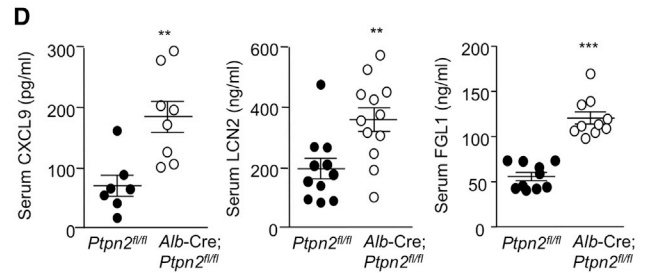 D
**
300
200
100
0
Serum CXCL9 (pg/ml)
Ptpn2fl/fl
Alb-Cre;
Ptpn2fl/fl
**
600
400
200
0
Serum LCN2 (ng/ml)
Ptpn2fl/fl
Alb-Cre;
Ptpn2fl/fl
***
200
150
100
50
0
Serum FGL1 (ng/ml)
Ptpn2fl/fl
Alb-Cre;
Ptpn2fl/fl